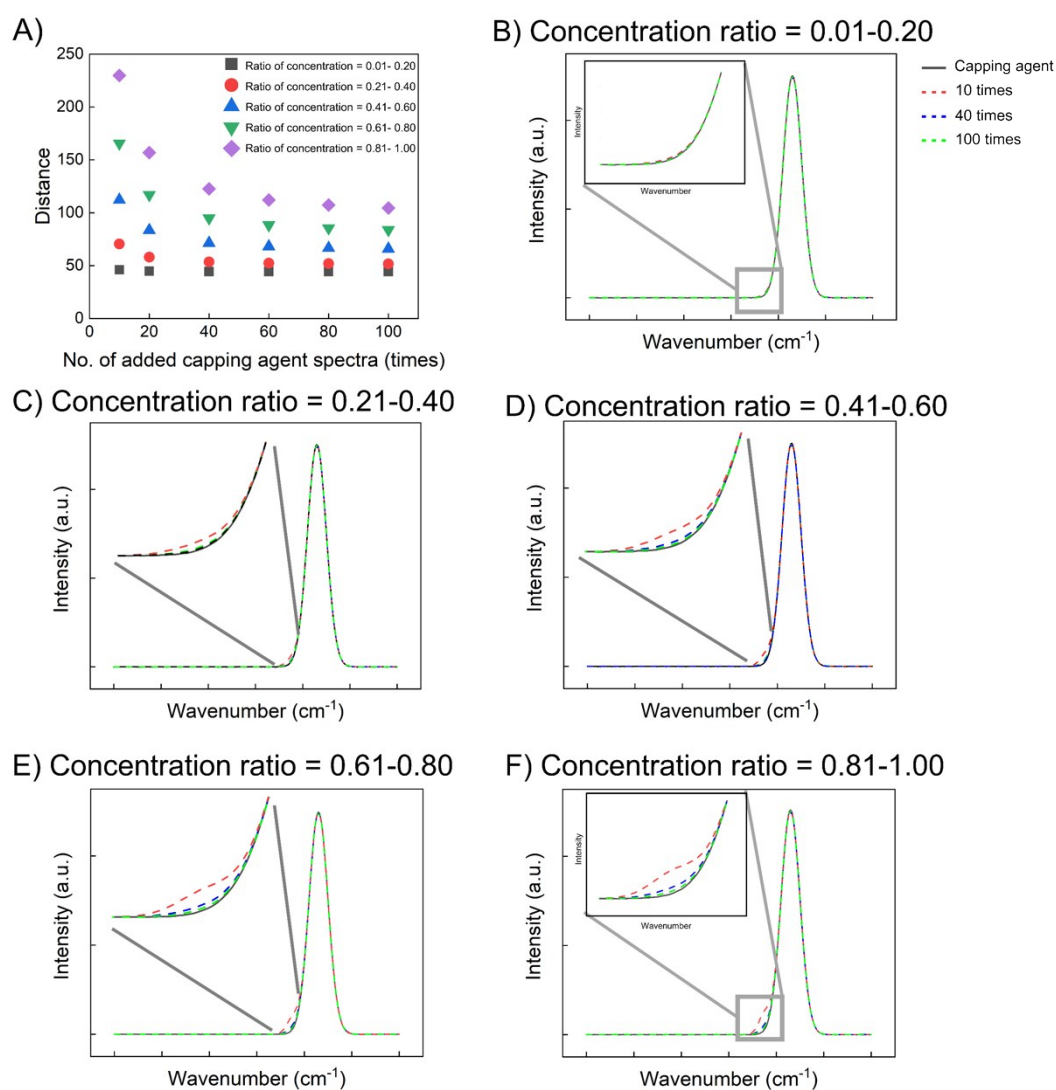 A)
250
200
150
100
50
0
Distance
0 20 40 60 80 100
No. of added capping agent spectra (times)
Ratio of concentration = 0.01- 0.20
Ratio of concentration = 0.21- 0.40
Ratio of concentration = 0.41- 0.60
Ratio of concentration = 0.61- 0.80
Ratio of concentration = 0.81- 1.00
B) Concentration ratio = 0.01-0.20
Intensity (a.u.)
Intensity
Wavenumber
Wavenumber (cm-1)
Capping agent
10 times
40 times
100 times
C) Concentration ratio = 0.21-0.40
Intensity (a.u.)
Wavenumber (cm-1)
D) Concentration ratio = 0.41-0.60
Intensity (a.u.)
Wavenumber (cm-1)
E) Concentration ratio = 0.61-0.80
Intensity (a.u.)
Wavenumber (cm-1)
F) Concentration ratio = 0.81-1.00
Intensity (a.u.)
Intensity
Wavenumber
Wavenumber (cm-1)